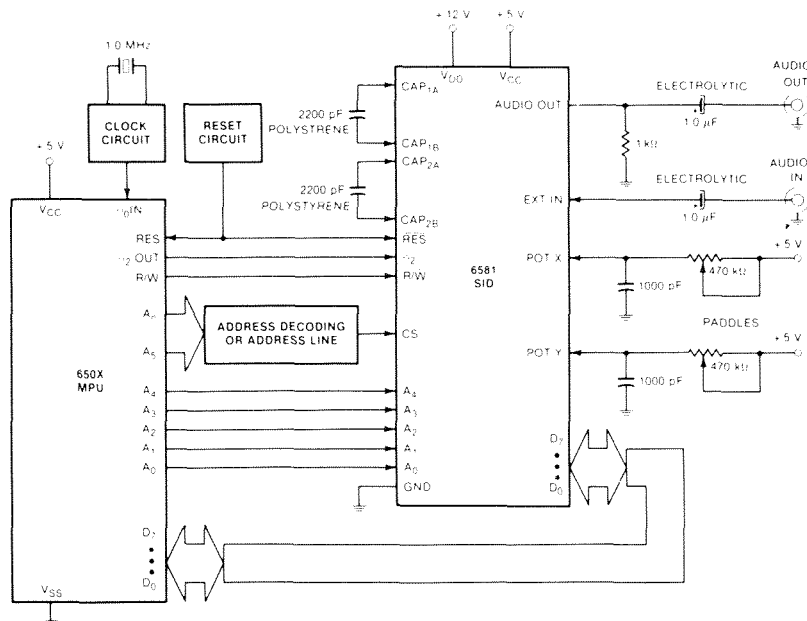 + 12 V
+ 5 V
1.0 MHz
VDD
VCC
AUDIO
OUT
CAP1A
AUDIO OUT
ELECTROLYTIC
1.0 µF
1 kΩ
2200 pF
POLYSTRENE
CLOCK
CIRCUIT
RESET
CIRCUIT
CAP1B
CAP2A
+ 5 V
AUDIO
IN
2200 pF
POLYSTYRENE
ELECTROLYTIC
EXT IN
1.0 µF
CAP2B
VCC
IN
RES
RES
OUT
R/W
R/W
6581
SID
POT X
+ 5 V
470 kΩ
1000 pF
ADDRESS DECODING
OR ADDRESS LINE
CS
PADDLES
A5
650X
MPU
POT Y
+ 5 V
470 kΩ
1000 pF
A4
A4
A3
A3
A2
A2
A1
A1
A0
A0
GND
D7
D0
D7
D0
VSS